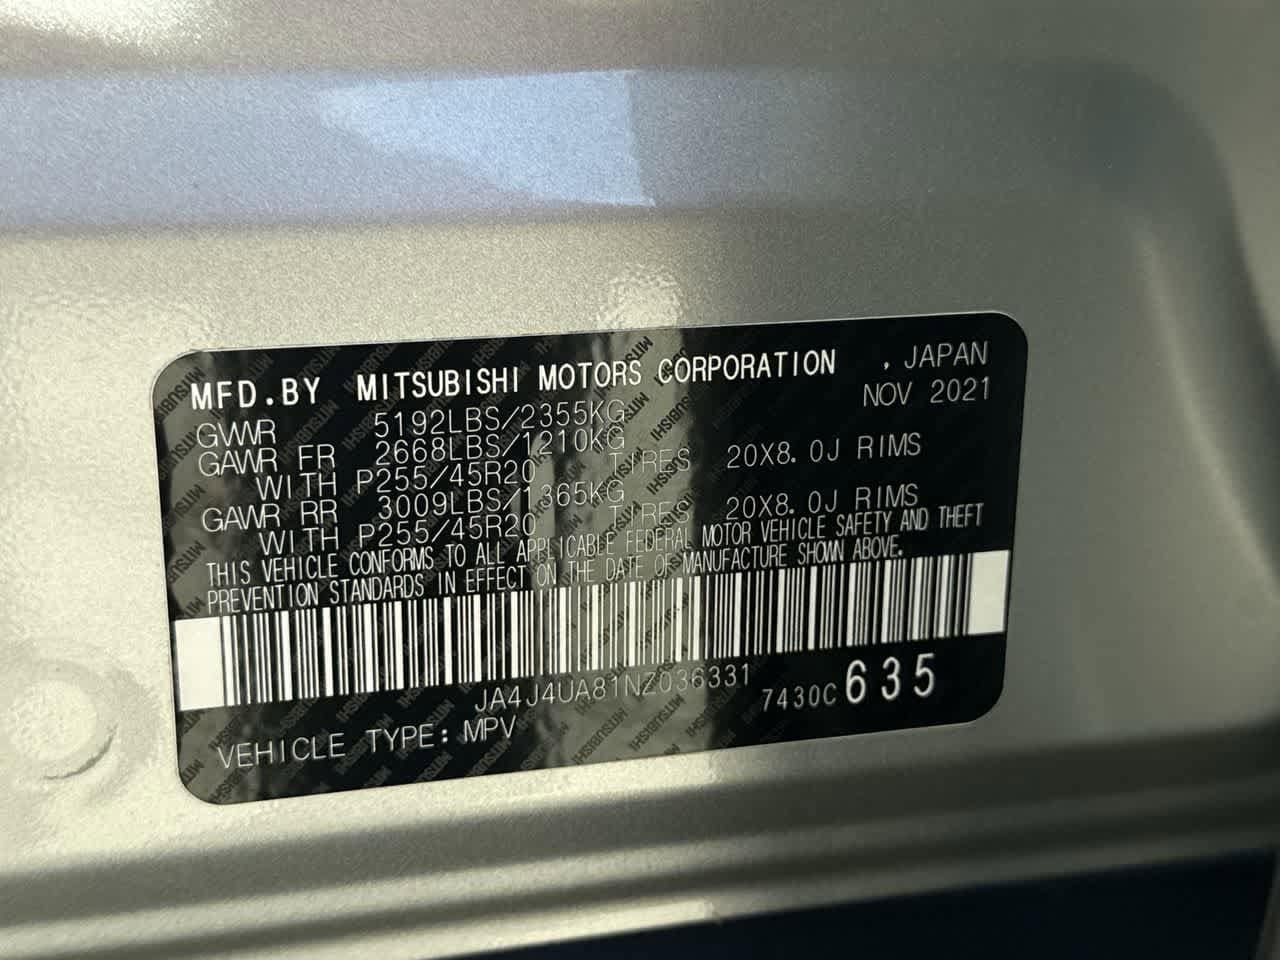 MFD.BY MITSUBISHI MOTORS CORPORATION , JAPAN
GVWR 5192LBS/2355KG NOV 2021
GAWR FR 2668LBS/1210KG
WITH P255/45R20 TIRES 20X8.0J RIMS
GAWR RR 3009LBS/1365KG
WITH P255/45R20 TIRES 20X8.0J RIMS
THIS VEHICLE CONFORMS TO ALL APPLICABLE FEDERAL MOTOR VEHICLE SAFETY AND THEFT
PREVENTION STANDARDS IN EFFECT ON THE DATE OF MANUFACTURE SHOWN ABOVE.
JA4J4UA81NZ036331 7430C 635
VEHICLE TYPE: MPV